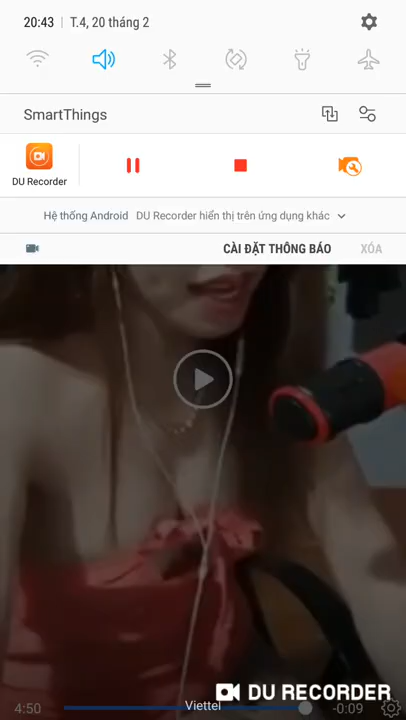 20:43 | T.4, 20 tháng 2
SmartThings
DU Recorder
Hệ thống Android DU Recorder hiển thị trên ứng dụng khác
CÀI ĐẶT THÔNG BÁO XÓA
4:50 Viettel -0:09
DU RECORDER